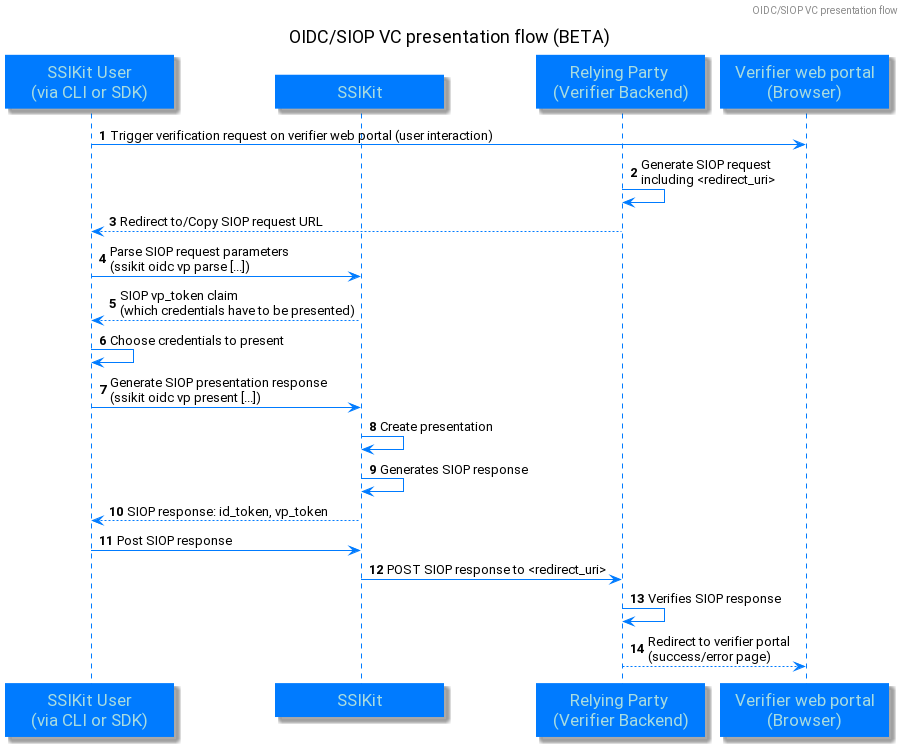 OIDC/SIOP VC presentation flow
OIDC/SIOP VC presentation flow (BETA)
SSIKit User
(via CLI or SDK)
SSIKit
Relying Party
(Verifier Backend)
Verifier web portal
(Browser)
1 Trigger verification request on verifier web portal (user interaction)
2 Generate SIOP request
including <redirect_uri>
3 Redirect to/Copy SIOP request URL
4 Parse SIOP request parameters
(ssikit oidc vp parse [...])
5 SIOP vp_token claim
(which credentials have to be presented)
6 Choose credentials to present
7 Generate SIOP presentation response
(ssikit oidc vp present [...])
8 Create presentation
9 Generates SIOP response
10 SIOP response: id_token, vp_token
11 Post SIOP response
12 POST SIOP response to <redirect_uri>
13 Verifies SIOP response
14 Redirect to verifier portal
(success/error page)
SSIKit User
(via CLI or SDK)
SSIKit
Relying Party
(Verifier Backend)
Verifier web portal
(Browser)